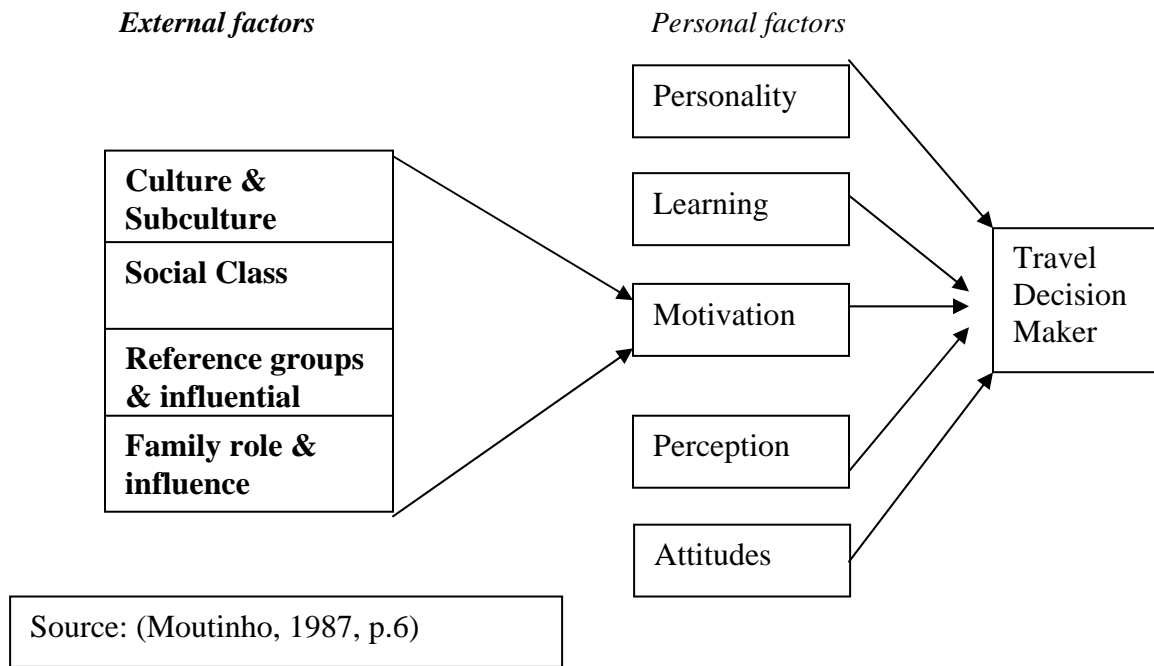 External factors
Personal factors
Culture &
Subculture
Social Class
Reference groups
& influential
Family role &
influence
Personality
Learning
Motivation
Perception
Attitudes
Travel
Decision
Maker
Source: (Moutinho, 1987, p.6)